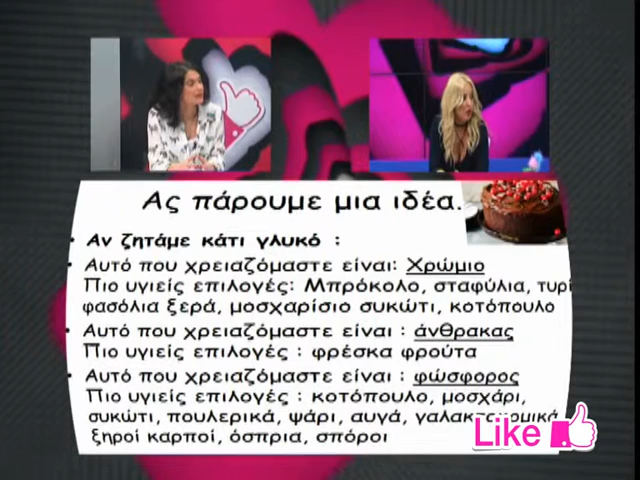 Ας πάρουμε μια ιδέα.
Αν ζητάμε κάτι γλυκό :
Αυτό που χρειαζόμαστε είναι: Χρώμιο
Πιο υγιείς επιλογές: Μπρόκολο, σταφύλια, τυρί
φασόλια ξερά, μοσχαρίσιο συκώτι, κοτόπουλο
Αυτό που χρειαζόμαστε είναι : άνθρακας
Πιο υγιείς επιλογές : φρέσκα φρούτα
Αυτό που χρειαζόμαστε είναι : φώσφορος
Πιο υγιείς επιλογές : κοτόπουλο, μοσχάρι,
συκώτι, πουλερικά, ψάρι, αυγά, γαλακτοκομικά
ξηροί καρποί, όσπρια, σπόροι
Like